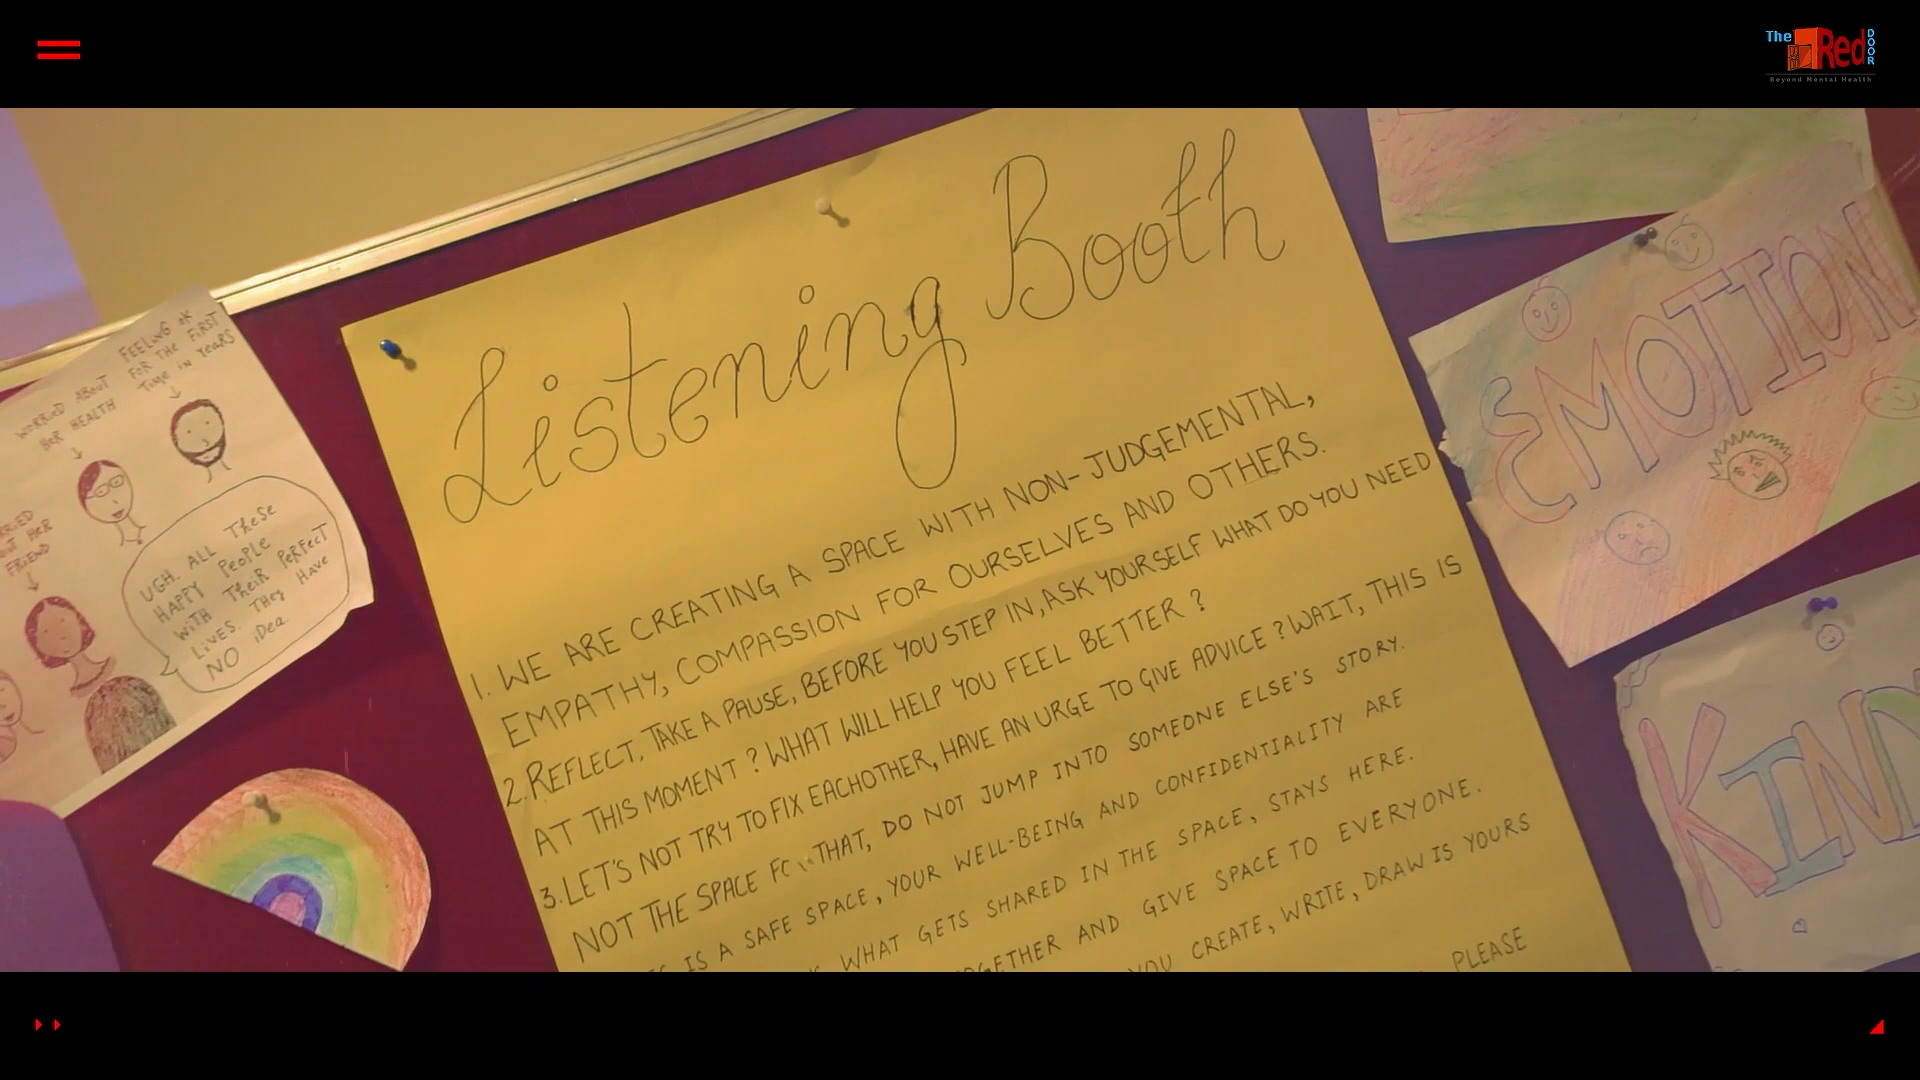 The Red DOOR
Beyond Mental Health
Listening Booth
1. WE ARE CREATING A SPACE WITH NON-JUDGEMENTAL,
EMPATHY, COMPASSION FOR OURSELVES AND OTHERS.
2. REFLECT, TAKE A PAUSE, BEFORE YOU STEP IN, ASK YOURSELF WHAT DO YOU NEED
AT THIS MOMENT? WHAT WILL HELP YOU FEEL BETTER?
3. LET'S NOT TRY TO FIX EACHOTHER, HAVE AN URGE TO GIVE ADVICE? WAIT, THIS IS
NOT THE SPACE THAT, DO NOT JUMP INTO SOMEONE ELSE'S STORY.
IS A SAFE SPACE, YOUR WELL-BEING AND CONFIDENTIALITY ARE
WHAT GETS SHARED IN THE SPACE, STAYS HERE.
AND GIVE SPACE TO EVERYONE.
YOU CREATE, WRITE, DRAW IS YOURS
PLEASE
FEELING OK
FOR THE FIRST
TIME IN YEARS
WORRIED ABOUT
HER HEALTH
HER
FRIEND
UGH. ALL THESE
HAPPY PEOPLE
WITH THEIR PERFECT
LIVES. THEY HAVE
NO IDEA.
EMOTION
KIND